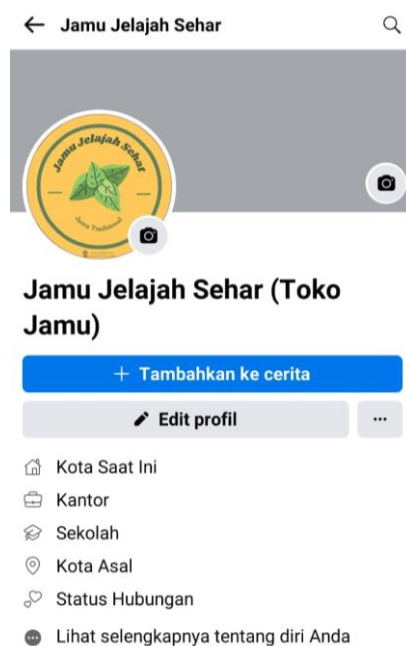 Jamu Jelajah Sehar
Jamu Jelajah Sehat
Jamu Tradisional
Jamu Jelajah Sehar (Toko
Jamu)
+ Tambahkan ke cerita
Edit profil
...
Kota Saat Ini
Kantor
Sekolah
Kota Asal
Status Hubungan
Lihat selengkapnya tentang diri Anda